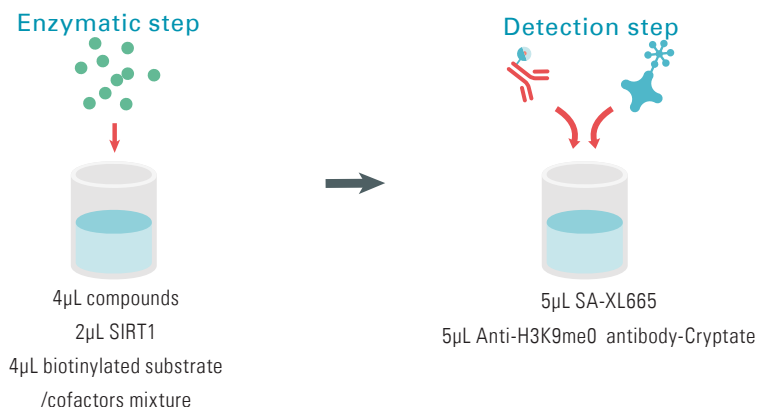 Enzymatic step
Detection step
4µL compounds
2µL SIRT1
4µL biotinylated substrate
/cofactors mixture
5µL SA-XL665
5µL Anti-H3K9me0 antibody-Cryptate